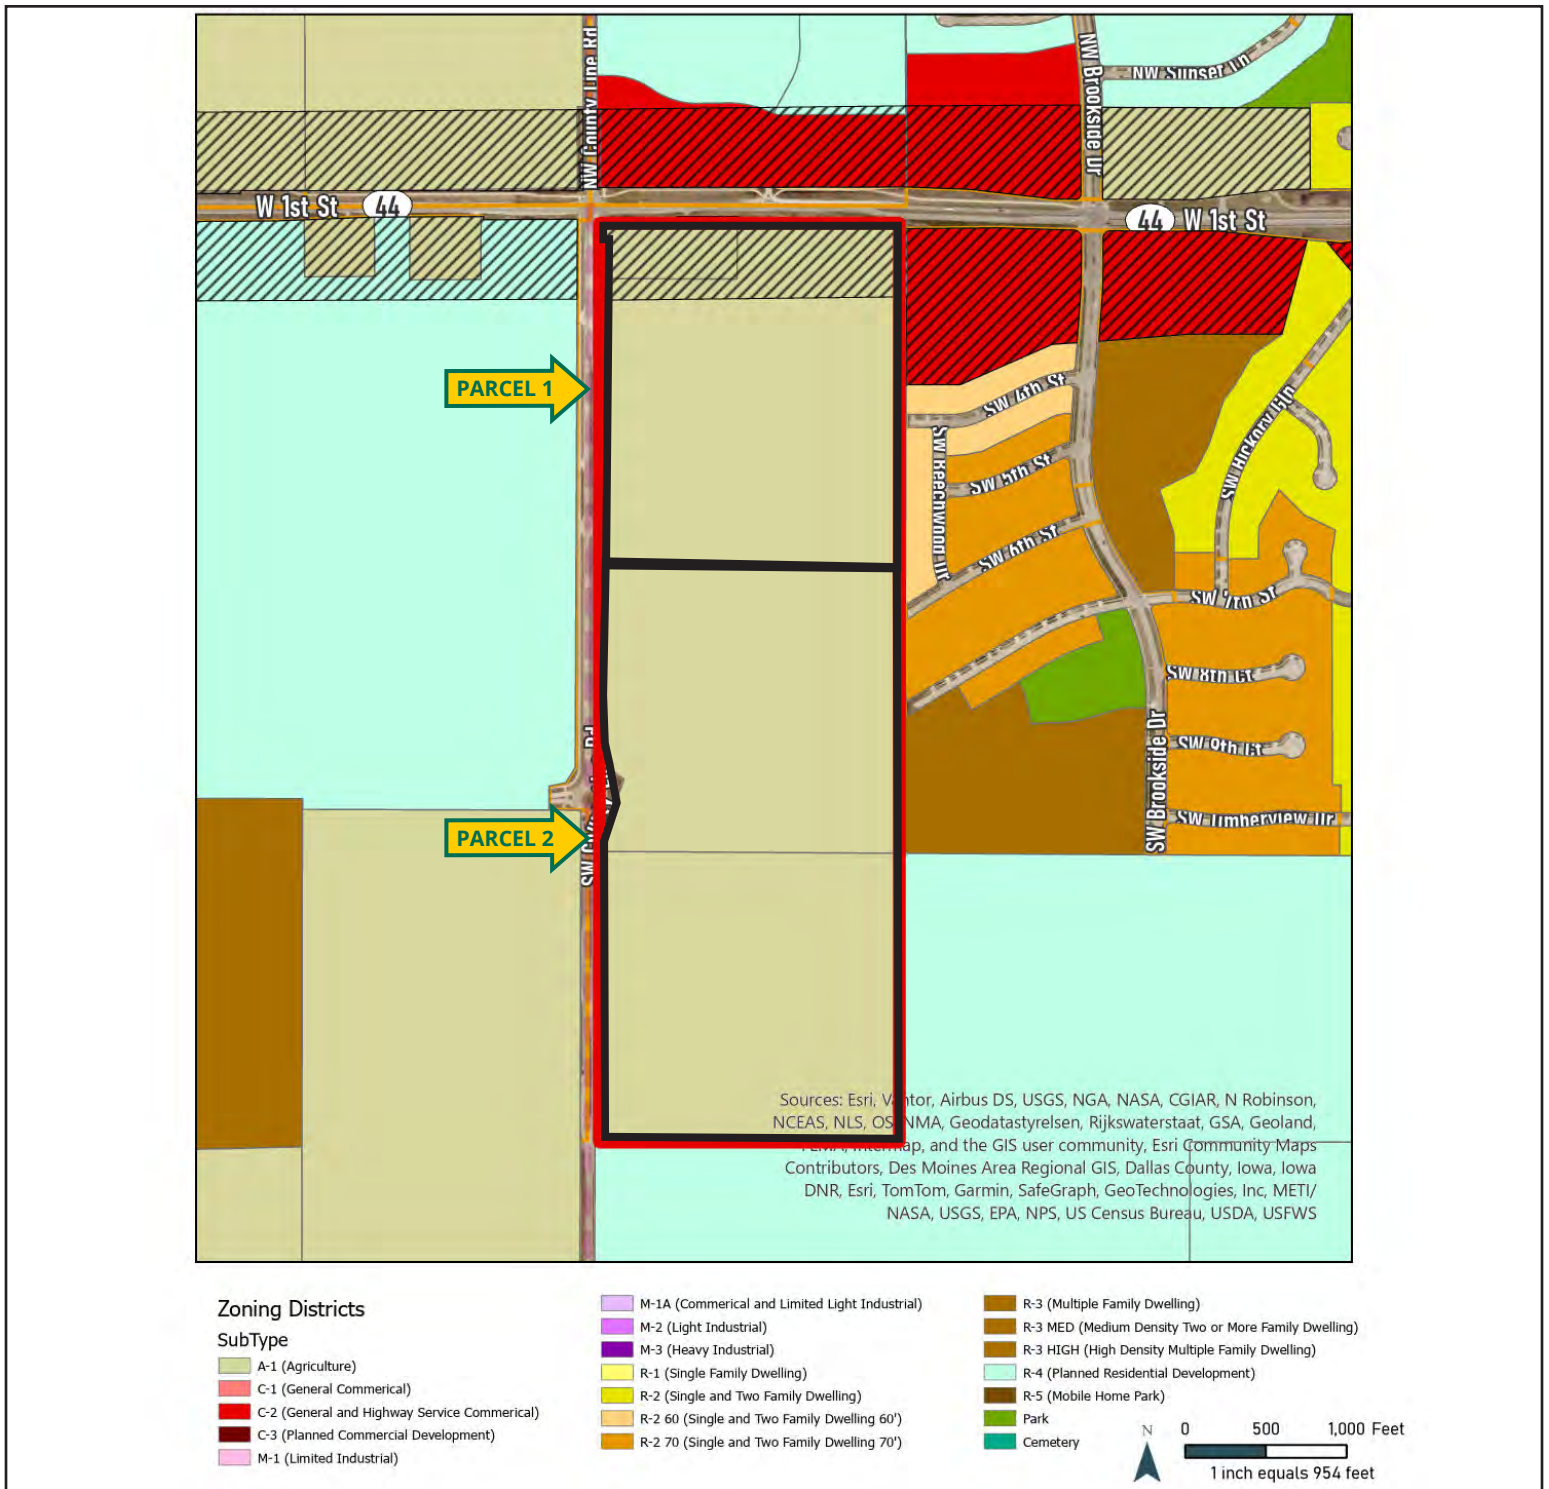 NW County Line Rd
NW Brookside Dr
NW Sunset Ln
W 1st St
44
44
W 1st St
PARCEL 1
SW 4th St
SW Beechwood Dr
SW 5th St
SW 6th St
SW Hickory Gln
SW 7th St
SW 8th Ct
SW 9th Ct
SW Brookside Dr
SW Timberview Dr
PARCEL 2
Sources: Esri, Vantor, Airbus DS, USGS, NGA, NASA, CGIAR, N Robinson,
NCEAS, NLS, OS, NMA, Geodatastyrelsen, Rijkswaterstaat, GSA, Geoland,
FEMA, Intermap, and the GIS user community, Esri Community Maps
Contributors, Des Moines Area Regional GIS, Dallas County, Iowa, Iowa
DNR, Esri, TomTom, Garmin, SafeGraph, GeoTechnologies, Inc, METI/
NASA, USGS, EPA, NPS, US Census Bureau, USDA, USFWS
Zoning Districts
SubType
A-1 (Agriculture)
C-1 (General Commerical)
C-2 (General and Highway Service Commerical)
C-3 (Planned Commercial Development)
M-1 (Limited Industrial)
M-1A (Commerical and Limited Light Industrial)
M-2 (Light Industrial)
M-3 (Heavy Industrial)
R-1 (Single Family Dwelling)
R-2 (Single and Two Family Dwelling)
R-2 60 (Single and Two Family Dwelling 60')
R-2 70 (Single and Two Family Dwelling 70')
R-3 (Multiple Family Dwelling)
R-3 MED (Medium Density Two or More Family Dwelling)
R-3 HIGH (High Density Multiple Family Dwelling)
R-4 (Planned Residential Development)
R-5 (Mobile Home Park)
Park
Cemetery
N
0 500 1,000 Feet
1 inch equals 954 feet